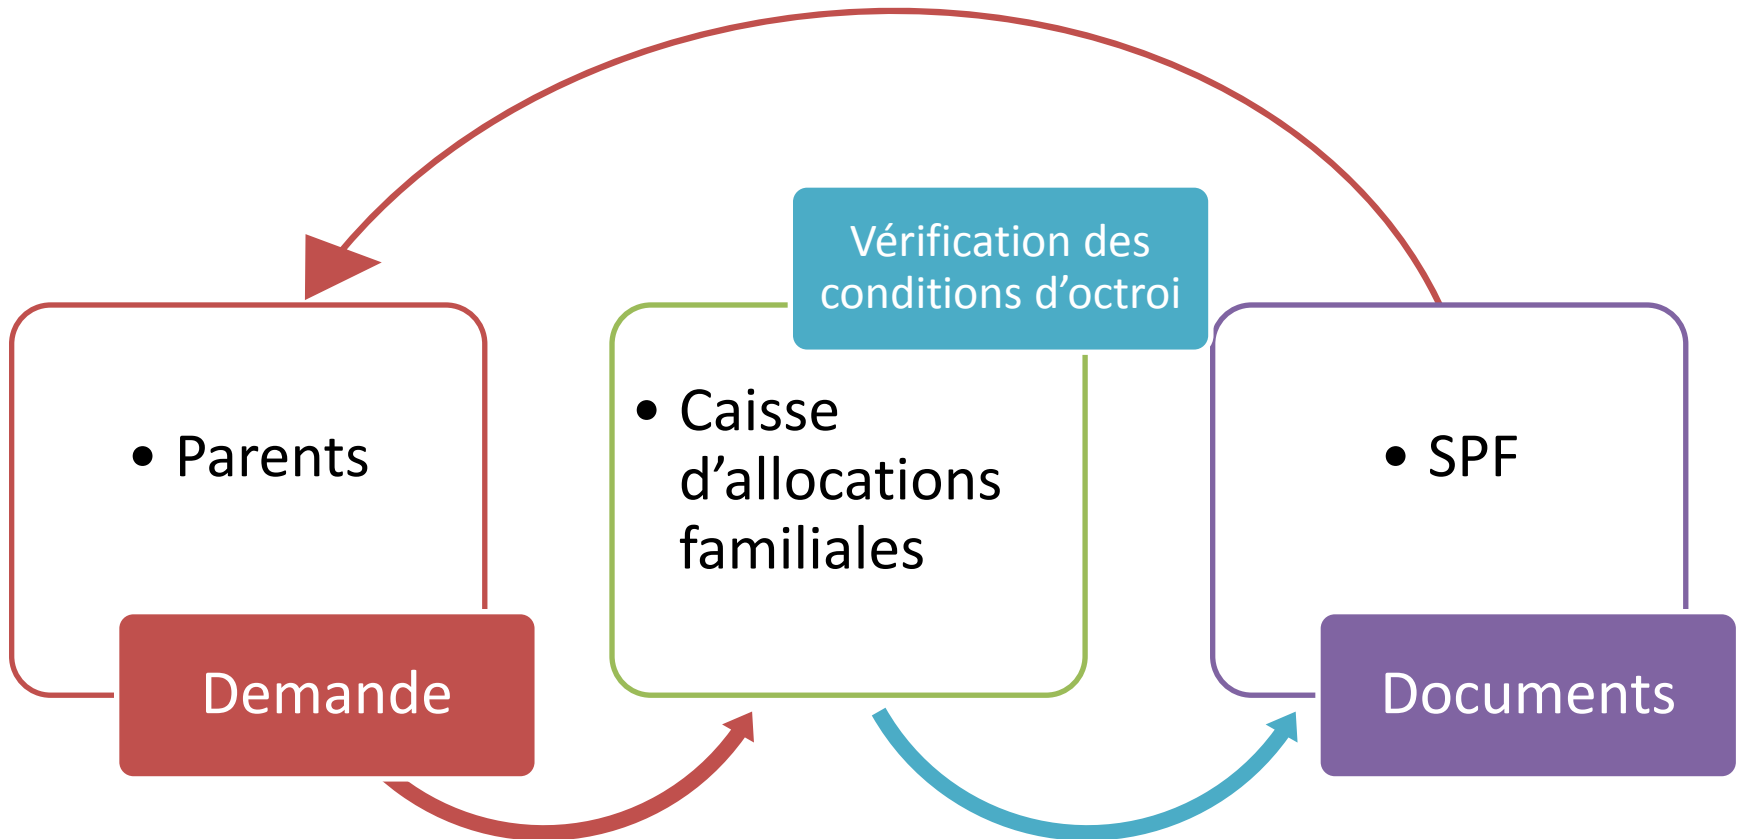 • Parents
Demande
Vérification des
conditions d’octroi
• Caisse
d’allocations
familiales
• SPF
Documents